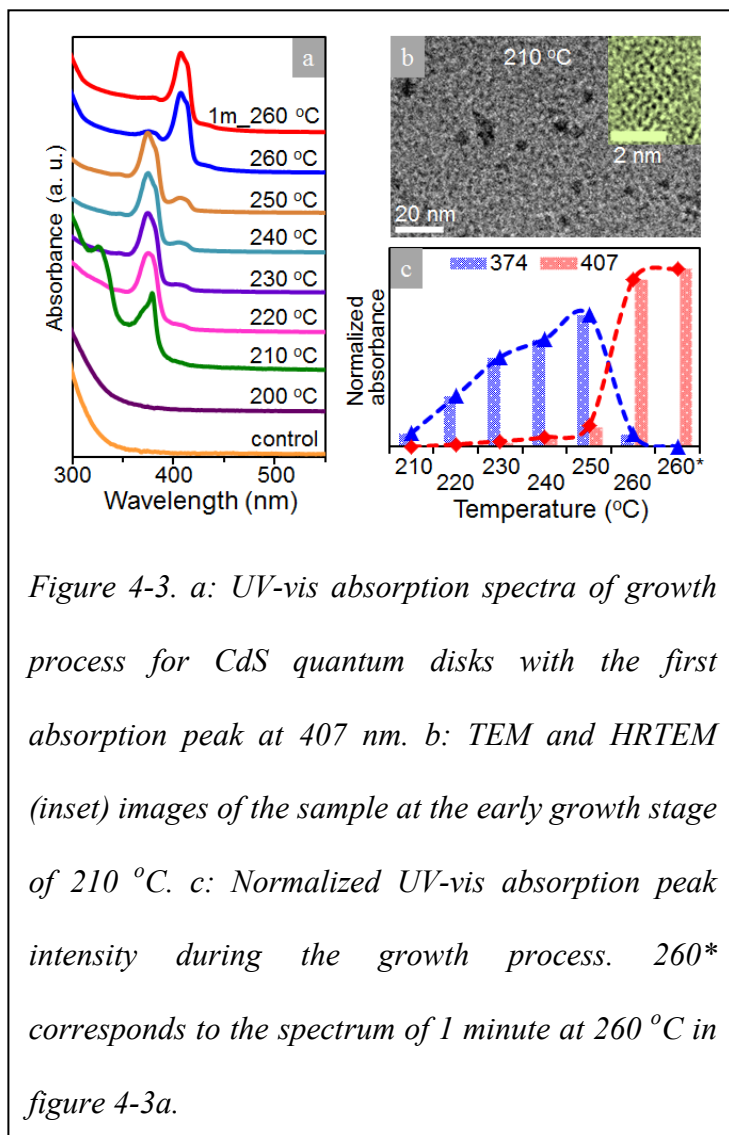 a
1m_260 °C
260 °C
250 °C
240 °C
230 °C
220 °C
210 °C
200 °C
control
Absorbance (a. u.)
300 400 500
Wavelength (nm)
b
210 °C
2 nm
20 nm
c
374 407
Normalized
absorbance
210 220 230 240 250 260 260*
Temperature (°C)
Figure 4-3. a: UV-vis absorption spectra of growth
process for CdS quantum disks with the first
absorption peak at 407 nm. b: TEM and HRTEM
(inset) images of the sample at the early growth stage
of 210 °C. c: Normalized UV-vis absorption peak
intensity during the growth process. 260*
corresponds to the spectrum of 1 minute at 260 °C in
figure 4-3a.